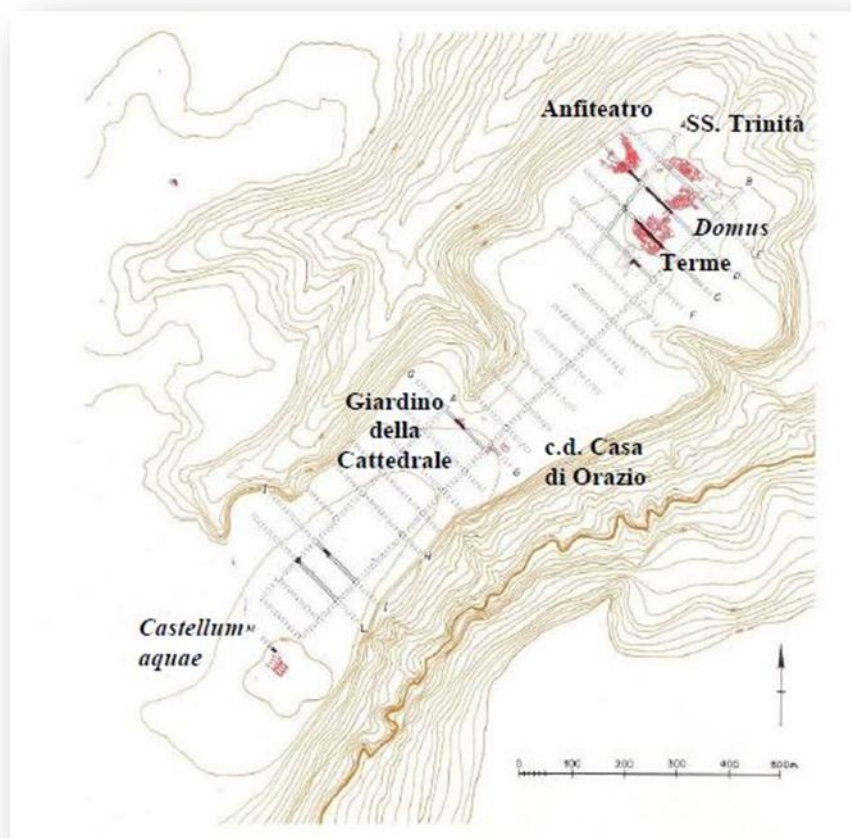 Anfiteatro
SS. Trinità
A
B
Domus
E
Terme
D
C
F
G
Giardino
della
Cattedrale
c.d. Casa
di Orazio
G
H
I
L
Castellum
aquae
M
0 100 200 300 400 500m